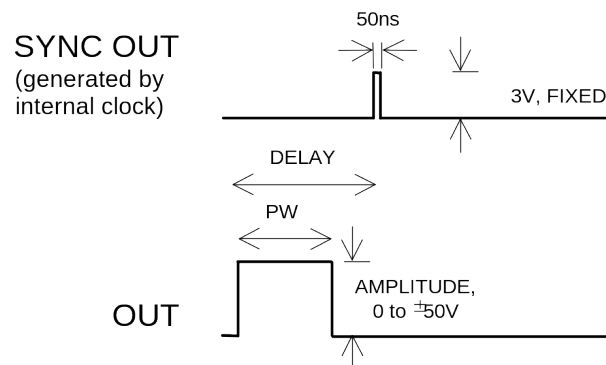 50ns
SYNC OUT
(generated by
internal clock)
3V, FIXED
DELAY
PW
AMPLITUDE,
0 to ±50V
OUT